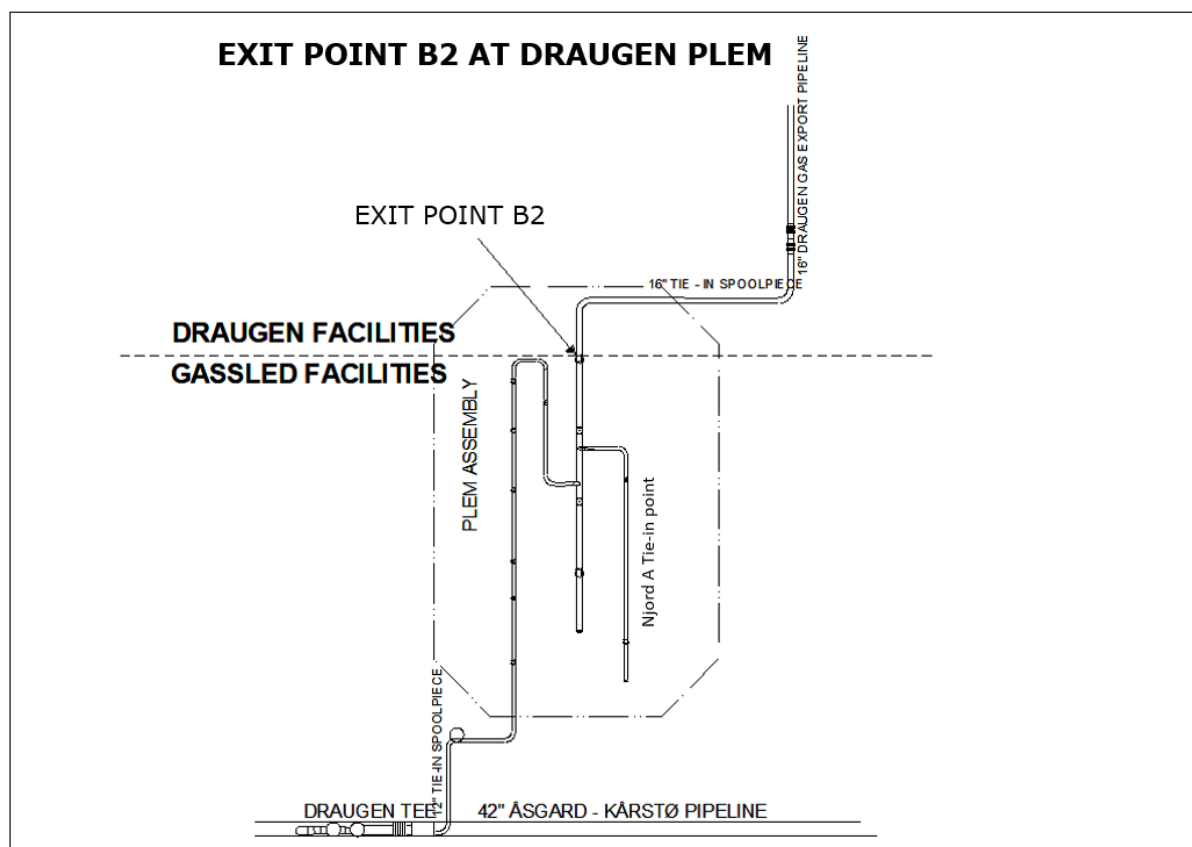 EXIT POINT B2 AT DRAUGEN PLEM
16" DRAUGEN GAS EXPORT PIPELINE
EXIT POINT B2
16" TIE - IN SPOOLPIECE
DRAUGEN FACILITIES
GASSLED FACILITIES
PLEM ASSEMBLY
Njord A Tie-in point
12" TIE-IN SPOOLPIECE
DRAUGEN TEE
42" ÅSGARD - KÅRSTØ PIPELINE